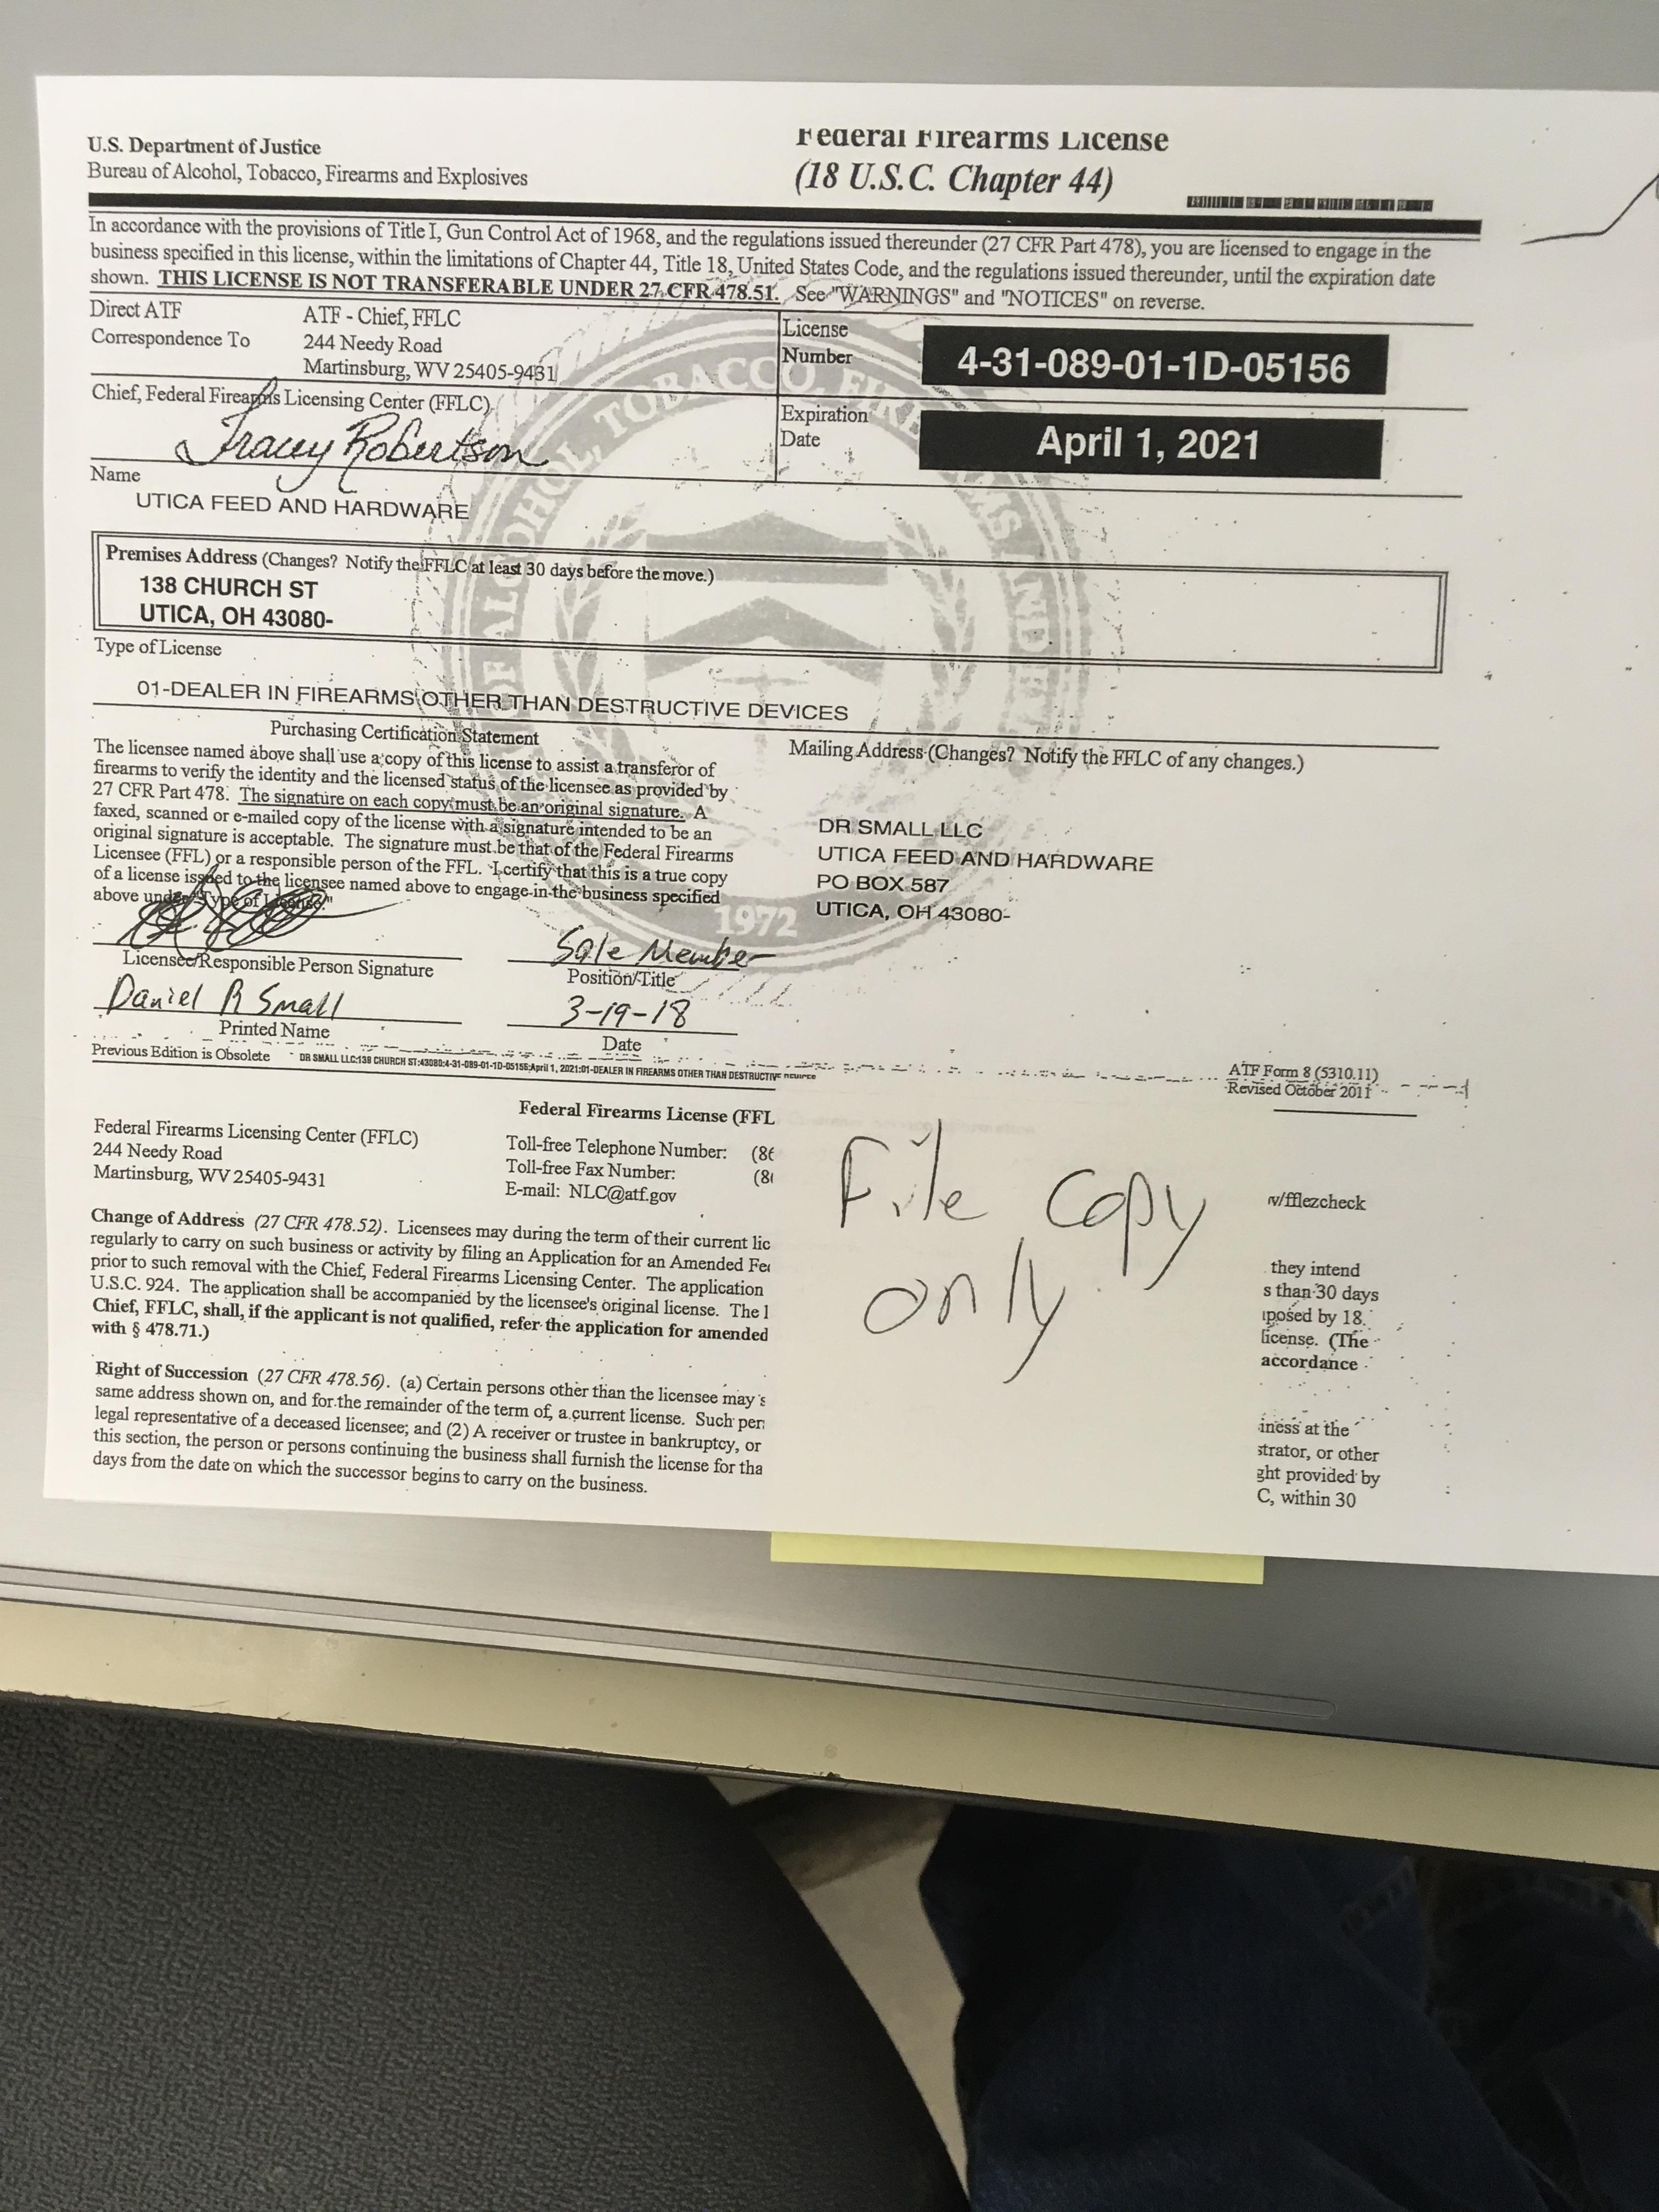 U.S. Department of Justice
Bureau of Alcohol, Tobacco, Firearms and Explosives
Federal Firearms License
(18 U.S.C. Chapter 44)
In accordance with the provisions of Title I, Gun Control Act of 1968, and the regulations issued thereunder (27 CFR Part 478), you are licensed to engage in the
business specified in this license, within the limitations of Chapter 44, Title 18, United States Code, and the regulations issued thereunder, until the expiration date
shown. THIS LICENSE IS NOT TRANSFERABLE UNDER 27 CFR 478.51. See "WARNINGS" and "NOTICES" on reverse.
Direct ATF
Correspondence To
ATF - Chief, FFLC
244 Needy Road
Martinsburg, WV 25405-9431
License
Number
4-31-089-01-1D-05156
Chief, Federal Firearms Licensing Center (FFLC)
Tracey Robertson
Expiration
Date
April 1, 2021
Name
UTICA FEED AND HARDWARE
Premises Address (Changes? Notify the FFLC at least 30 days before the move.)
138 CHURCH ST
UTICA, OH 43080-
Type of License
01-DEALER IN FIREARMS OTHER THAN DESTRUCTIVE DEVICES
Purchasing Certification Statement
The licensee named above shall use a copy of this license to assist a transferor of
firearms to verify the identity and the licensed status of the licensee as provided by
27 CFR Part 478. The signature on each copy must be an original signature. A
faxed, scanned or e-mailed copy of the license with a signature intended to be an
original signature is acceptable. The signature must be that of the Federal Firearms
Licensee (FFL) or a responsible person of the FFL. I certify that this is a true copy
of a license issued to the licensee named above to engage in the business specified
above under "Type of License."
Mailing Address (Changes? Notify the FFLC of any changes.)
DR SMALL LLC
UTICA FEED AND HARDWARE
PO BOX 587
UTICA, OH 43080-
Sole Member
Licensee/Responsible Person Signature
Position/Title
Daniel R Small
3-19-18
Printed Name
Date
Previous Edition is Obsolete
DR SMALL LLC:138 CHURCH ST:43080:4-31-089-01-1D-05156:April 1, 2021:01-DEALER IN FIREARMS OTHER THAN DESTRUCTIVE DEVICES
ATF Form 8 (5310.11)
Revised October 2011
Federal Firearms License (FFL
Federal Firearms Licensing Center (FFLC)
244 Needy Road
Martinsburg, WV 25405-9431
Toll-free Telephone Number: (86
Toll-free Fax Number: (86
E-mail: NLC@atf.gov
v/fflezcheck
File Copy
only
Change of Address (27 CFR 478.52). Licensees may during the term of their current lic
regularly to carry on such business or activity by filing an Application for an Amended Fe
prior to such removal with the Chief, Federal Firearms Licensing Center. The application
U.S.C. 924. The application shall be accompanied by the licensee's original license. The
Chief, FFLC, shall, if the applicant is not qualified, refer the application for amended
with § 478.71.)
they intend
s than 30 days
posed by 18
license. (The
accordance
Right of Succession (27 CFR 478.56). (a) Certain persons other than the licensee may s
same address shown on, and for the remainder of the term of, a current license. Such per
legal representative of a deceased licensee; and (2) A receiver or trustee in bankruptcy, or
this section, the person or persons continuing the business shall furnish the license for tha
days from the date on which the successor begins to carry on the business.
iness at the
strator, or other
ght provided by
C, within 30
OF ALCOHOL, TOBACCO, FIREARMS AND EXP
1972